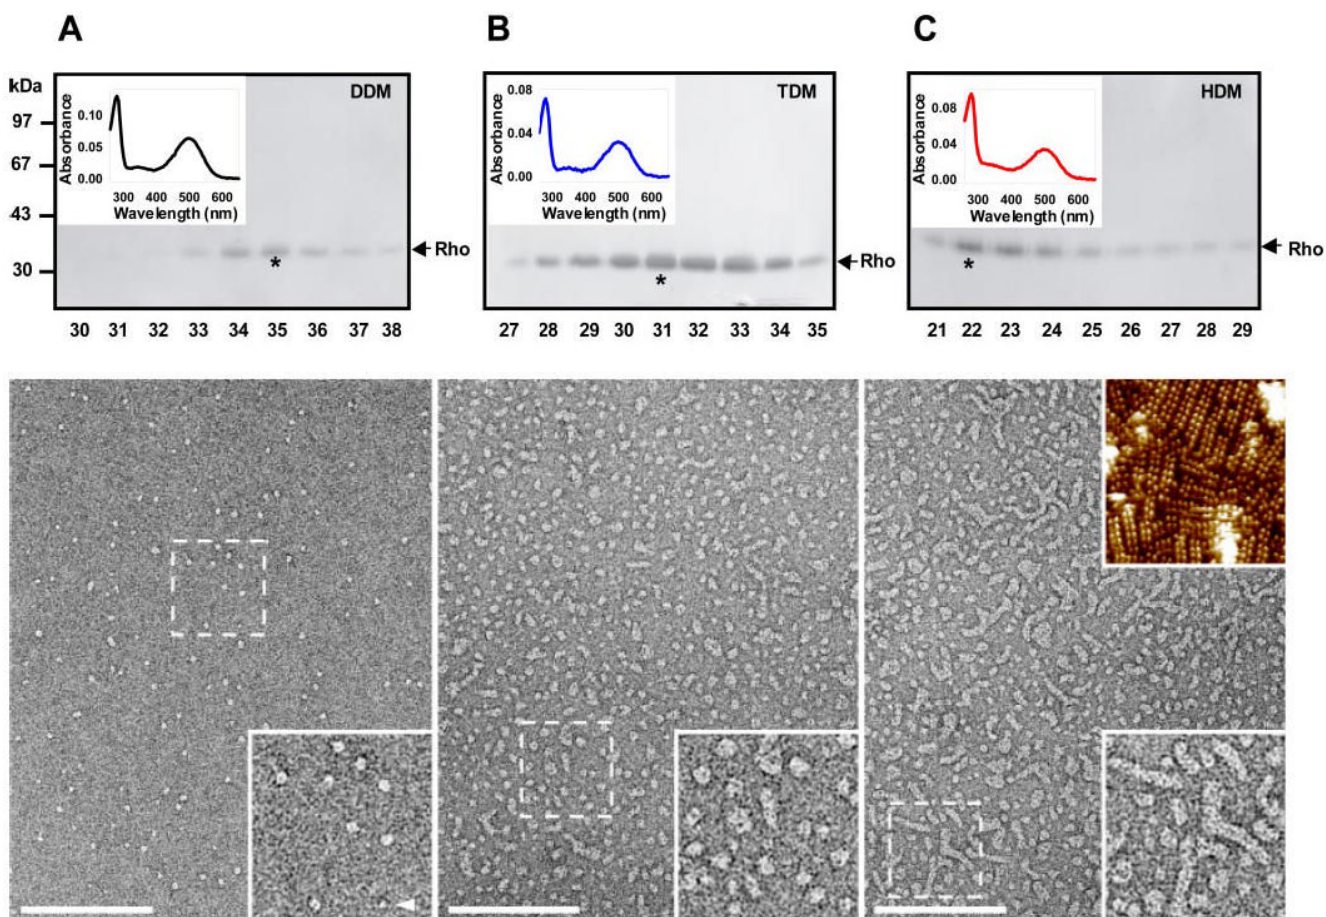 A
B
C
kDa
97
67
43
30
DDM
Absorbance
0.10
0.05
0.00
300 400 500 600
Wavelength (nm)
*
Rho
30 31 32 33 34 35 36 37 38
TDM
Absorbance
0.08
0.04
0.00
300 400 500 600
Wavelength (nm)
*
Rho
27 28 29 30 31 32 33 34 35
HDM
Absorbance
0.08
0.04
0.00
300 400 500 600
Wavelength (nm)
*
Rho
21 22 23 24 25 26 27 28 29